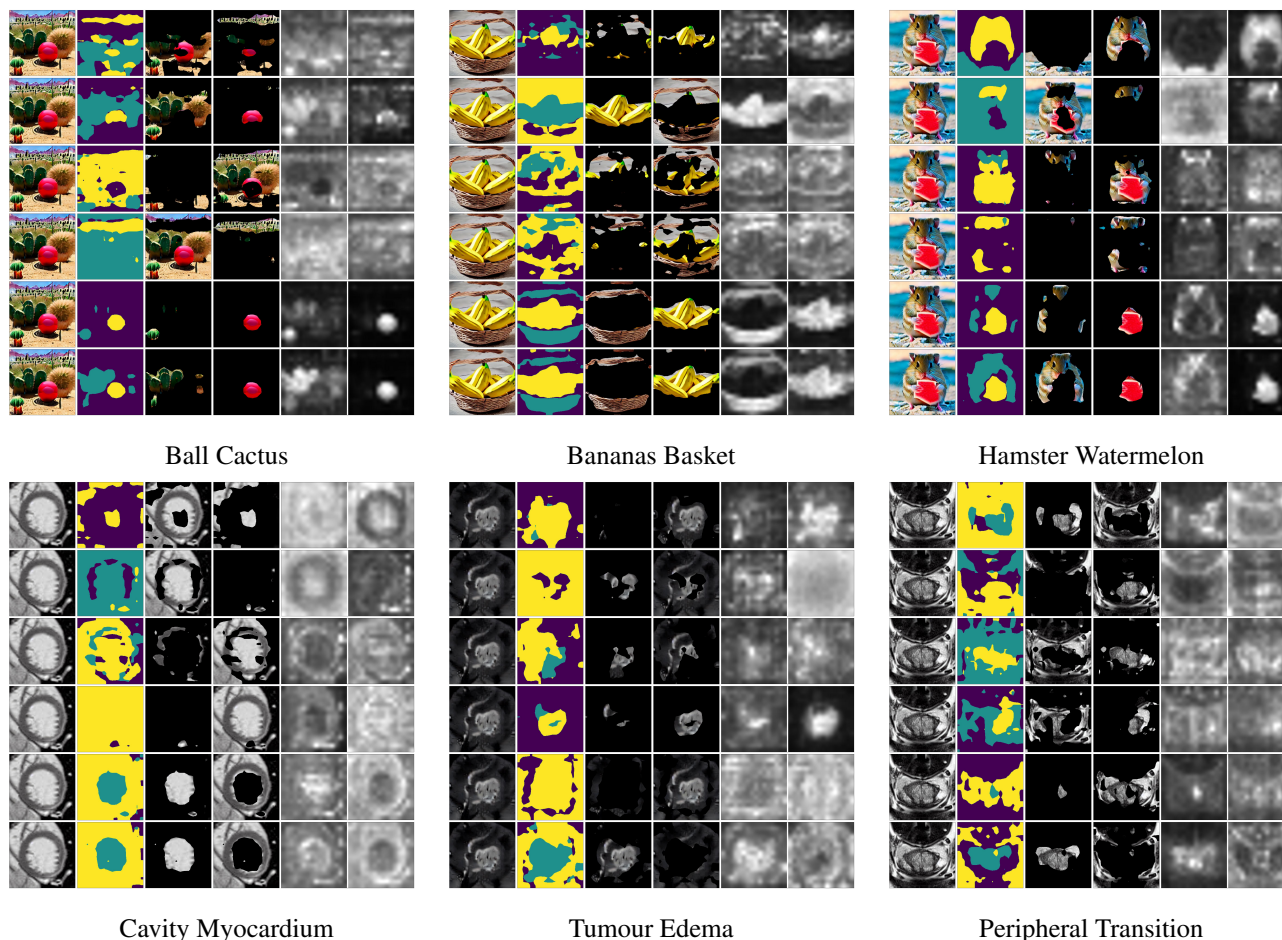 Ball Cactus
Bananas Basket
Hamster Watermelon
Cavity Myocardium
Tumour Edema
Peripheral Transition